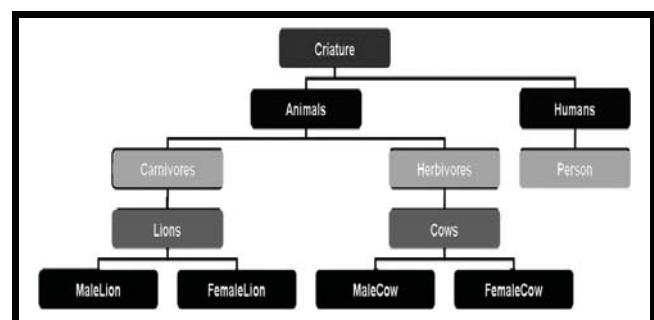 Criature
Animals
Humans
Carnivores
Herbivores
Person
Lions
Cows
MaleLion
FemaleLion
MaleCow
FemaleCow